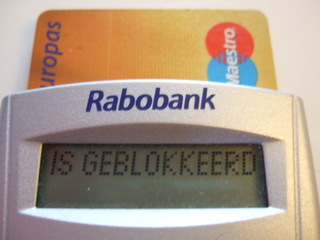 europas
Maestro
Rabobank
IS GEBLOKKEERD